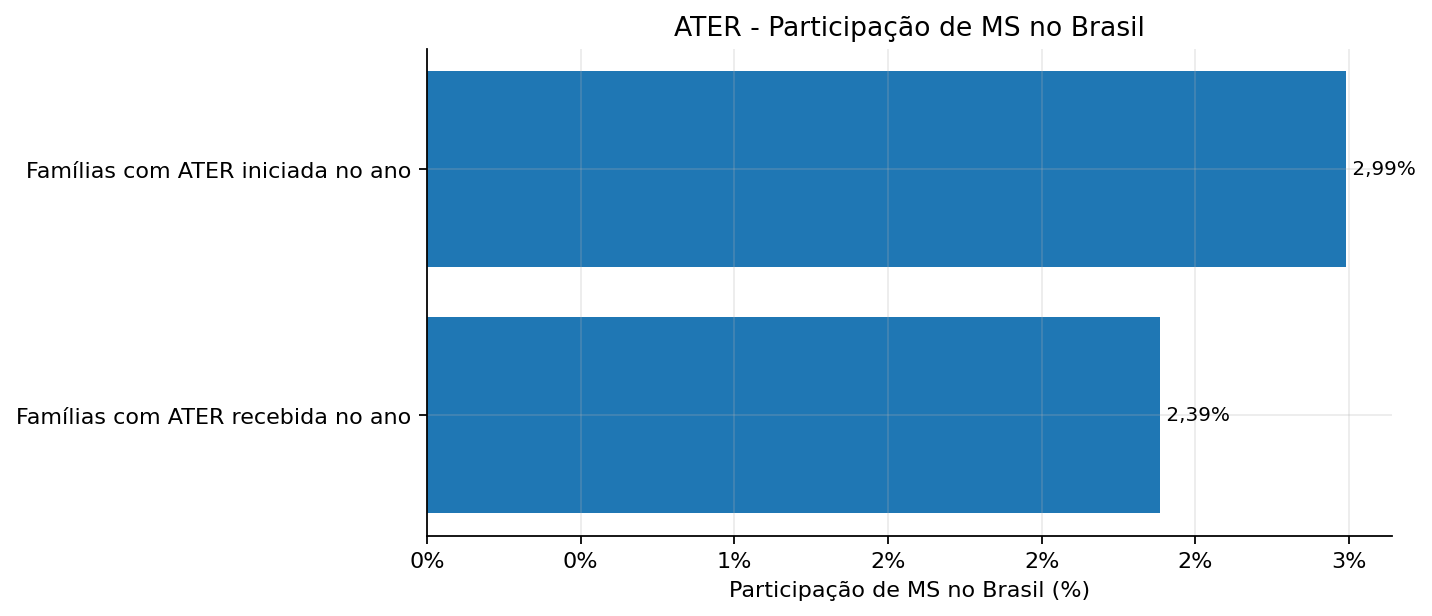 ATER - Participação de MS no Brasil
Famílias com ATER iniciada no ano
2,99%
Famílias com ATER recebida no ano
2,39%
0% 0% 1% 2% 2% 2% 3%
Participação de MS no Brasil (%)